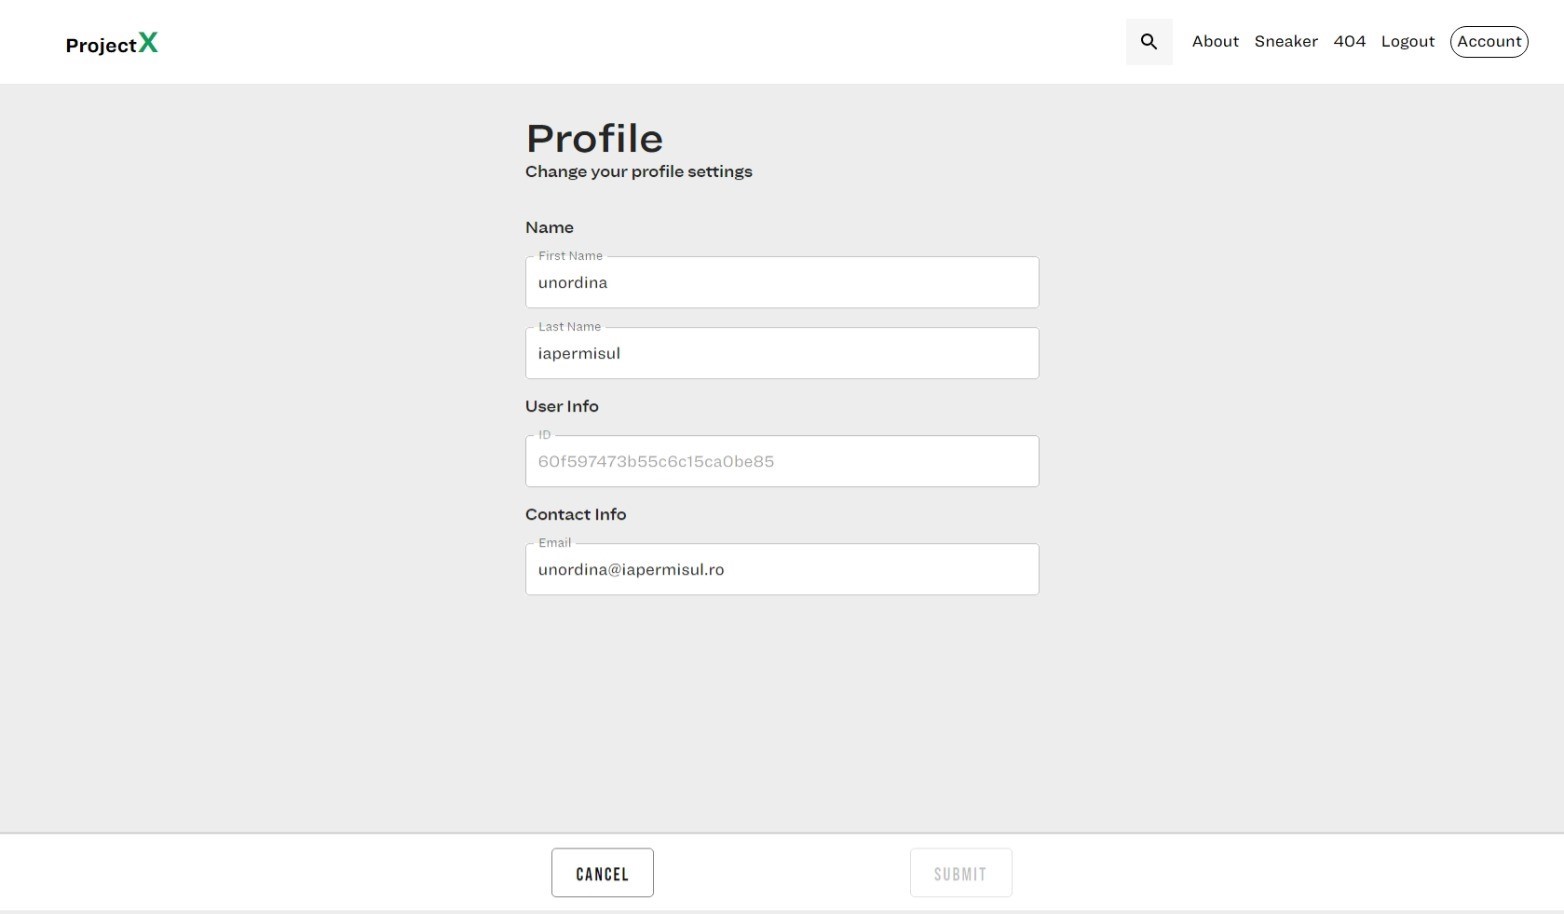 ProjectX
About Sneaker 404 Logout Account
Profile
Change your profile settings
Name
First Name
unordina
Last Name
iapermisul
User Info
ID
60f597473b55c6c15ca0be85
Contact Info
Email
unordina@iapermisul.ro
CANCEL SUBMIT